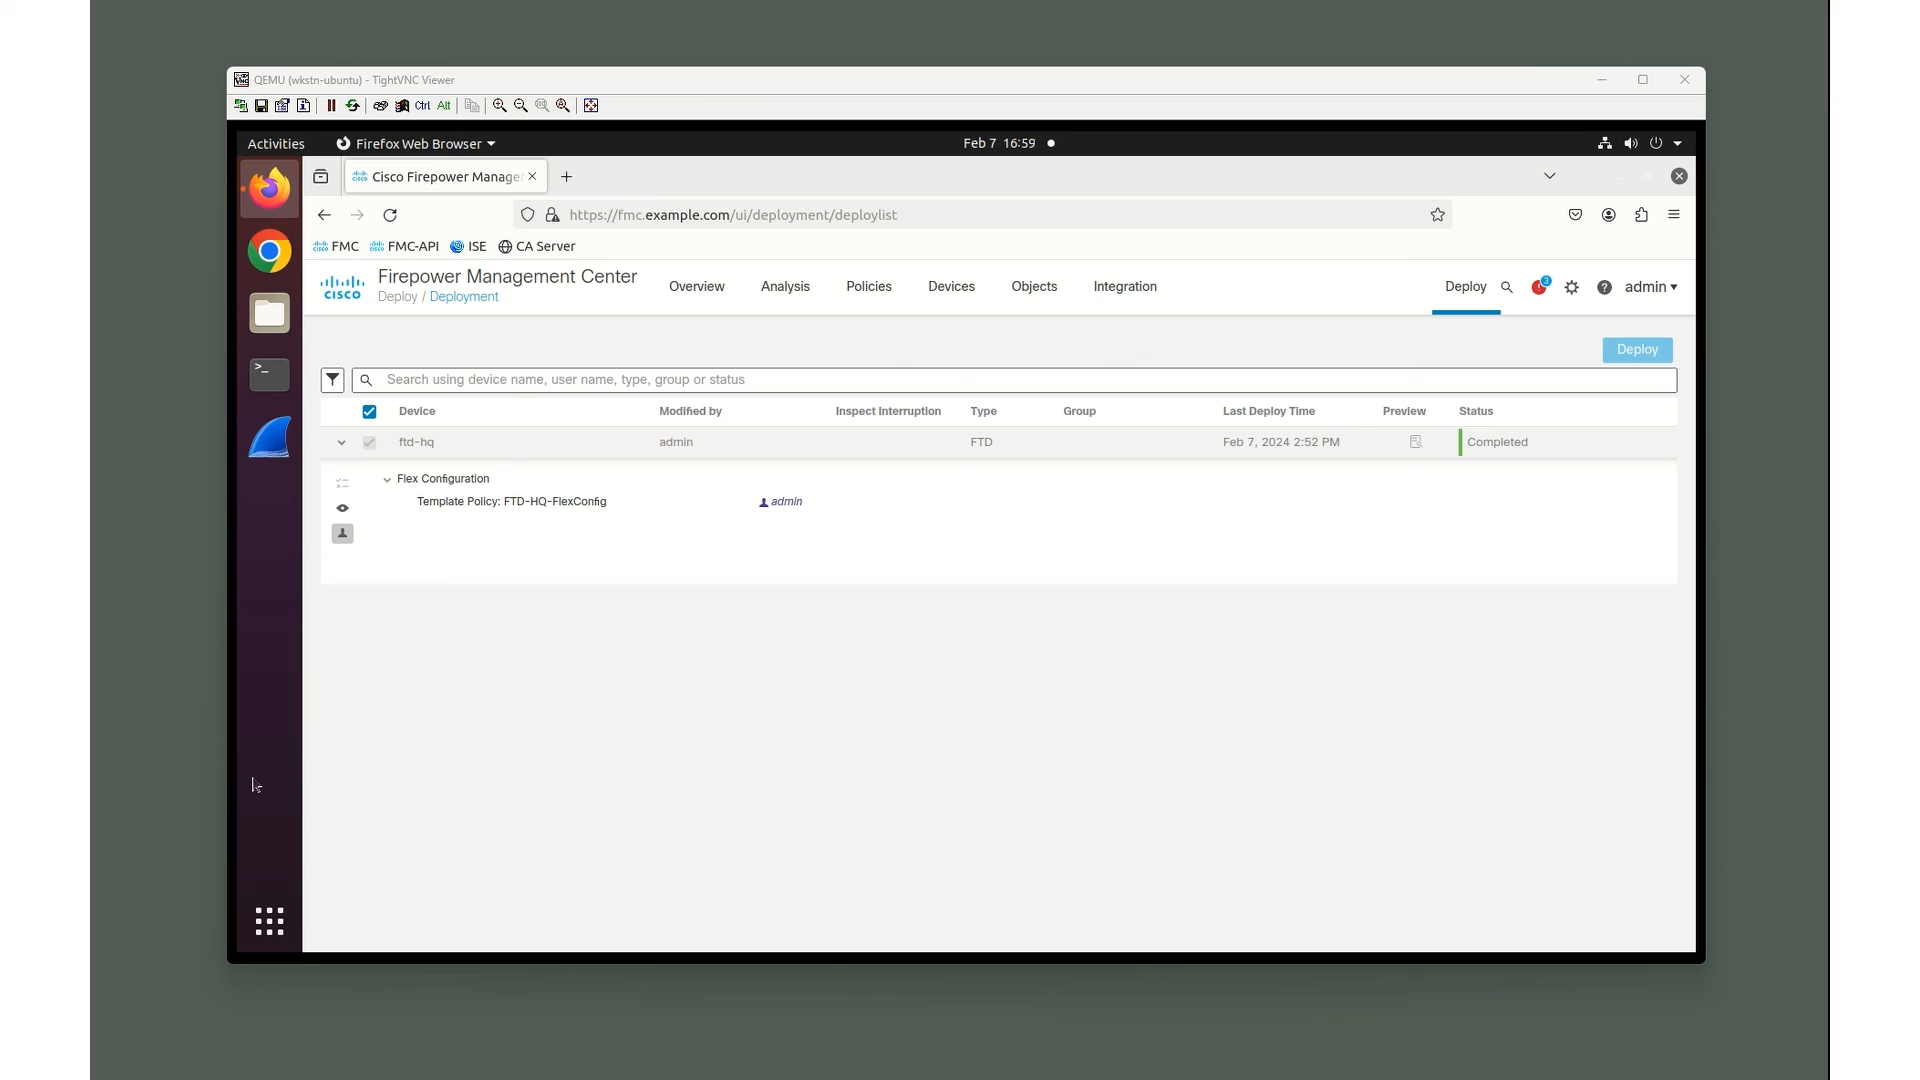 QEMU (wkstn-ubuntu) - TightVNC Viewer
Ctrl Alt
Activities Firefox Web Browser Feb 7 16:59
Cisco Firepower Manage
https://fmc.example.com/ui/deployment/deploylist
FMC FMC-API ISE CA Server
CISCO
Firepower Management Center
Deploy / Deployment
Overview Analysis Policies Devices Objects Integration Deploy 3 admin
Deploy
Search using device name, user name, type, group or status
Device Modified by Inspect Interruption Type Group Last Deploy Time Preview Status
ftd-hq admin FTD Feb 7, 2024 2:52 PM Completed
Flex Configuration
Template Policy: FTD-HQ-FlexConfig admin